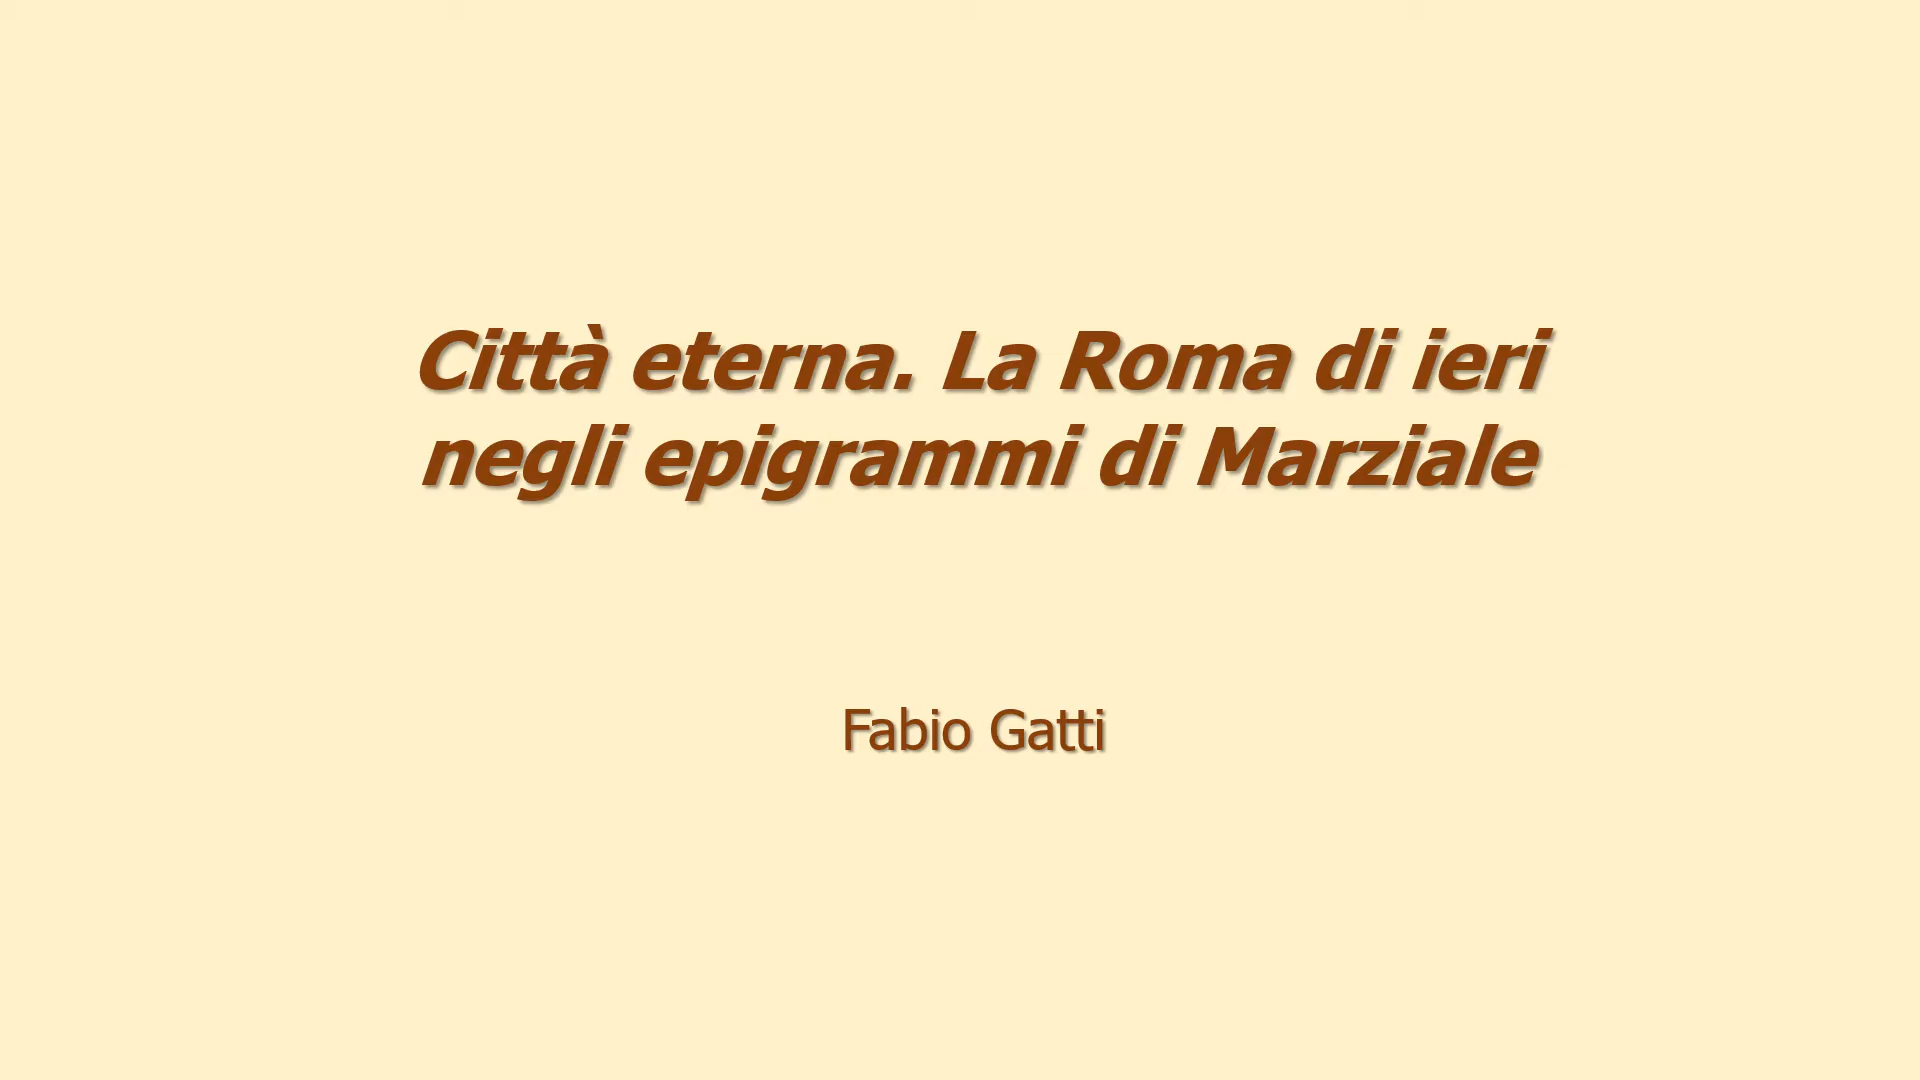 Città eterna. La Roma di ieri
negli epigrammi di Marziale
Fabio Gatti